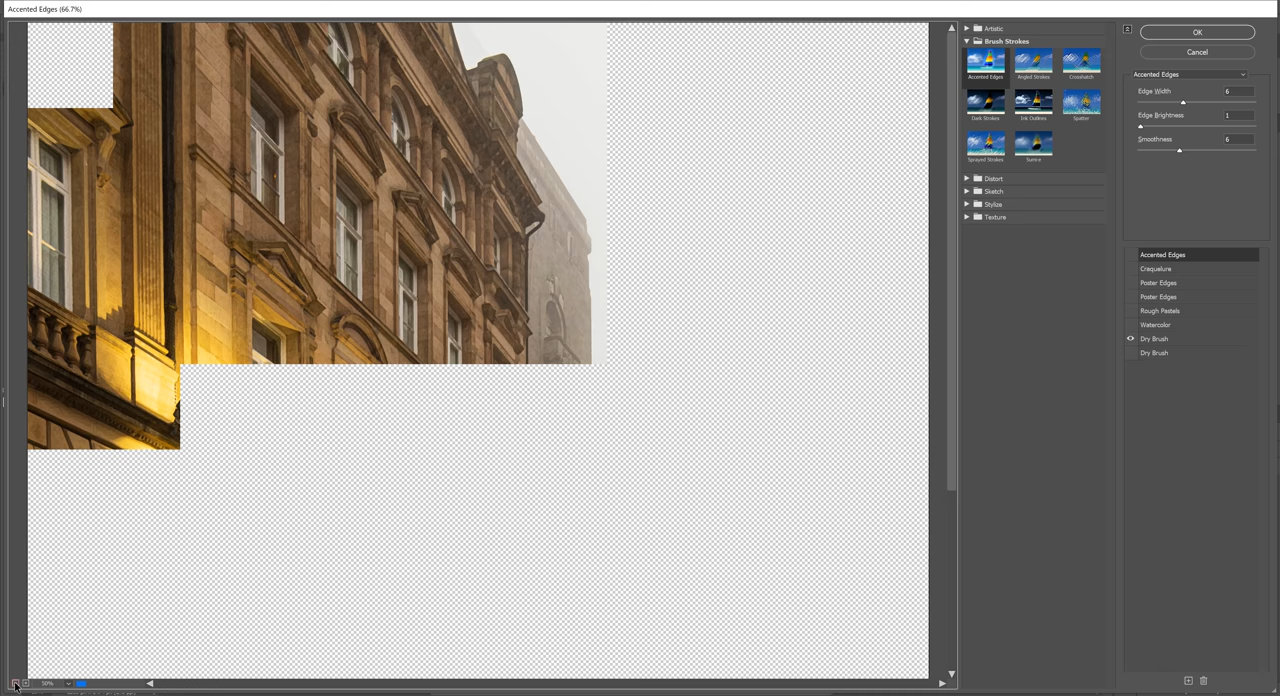 Accented Edges (66.7%)
Artistic
Brush Strokes
Accented Edges
Angled Strokes
Crosshatch
Dark Strokes
Ink Outlines
Spatter
Sprayed Strokes
Sumi-e
Distort
Sketch
Stylize
Texture
OK
Cancel
Accented Edges
Edge Width 6
Edge Brightness 1
Smoothness 6
Accented Edges
Craquelure
Poster Edges
Poster Edges
Rough Pastels
Watercolor
Dry Brush
Dry Brush
50%